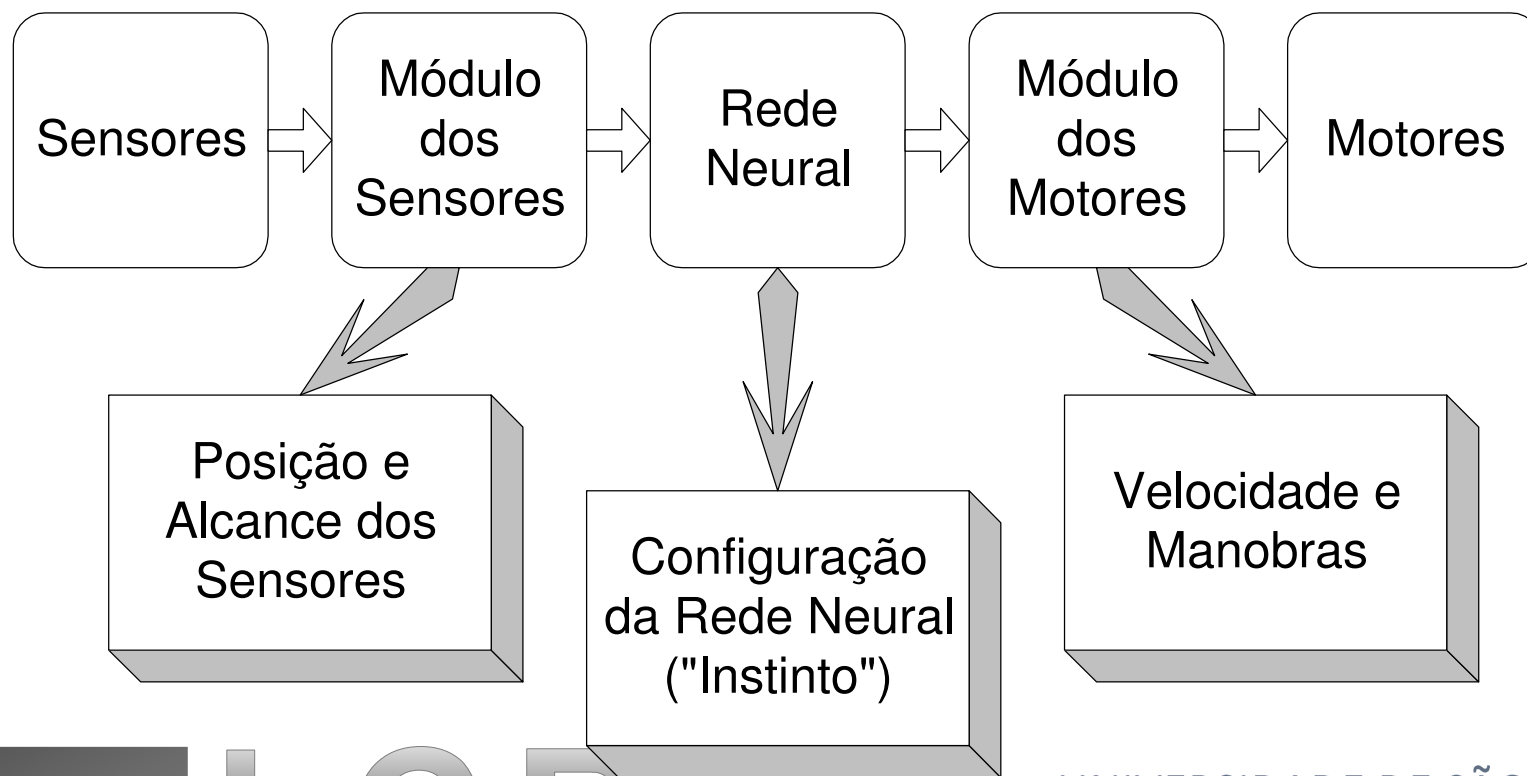 Sensores
Módulo
dos
Sensores
Rede
Neural
Módulo
dos
Motores
Motores
Posição e
Alcance dos
Sensores
Configuração
da Rede Neural
("Instinto")
Velocidade e
Manobras